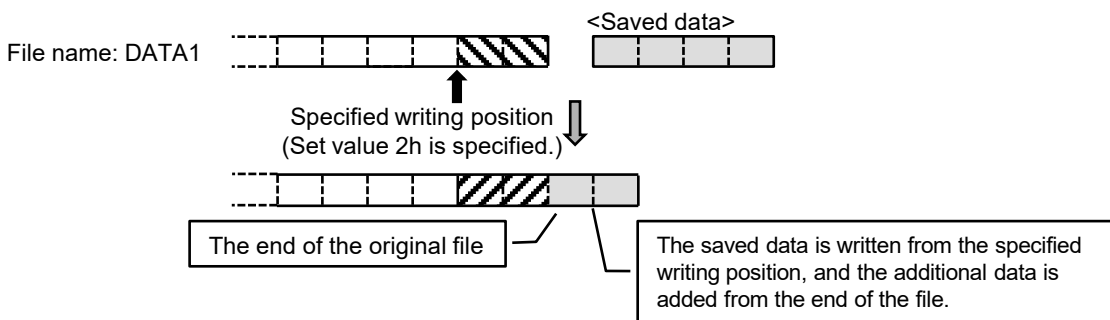 <Saved data>
File name: DATA1
Specified writing position
(Set value 2h is specified.)
The end of the original file
The saved data is written from the specified
writing position, and the additional data is
added from the end of the file.